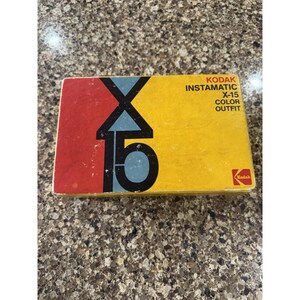 X
15
KODAK
INSTAMATIC
X-15
COLOR
OUTFIT
Kodak